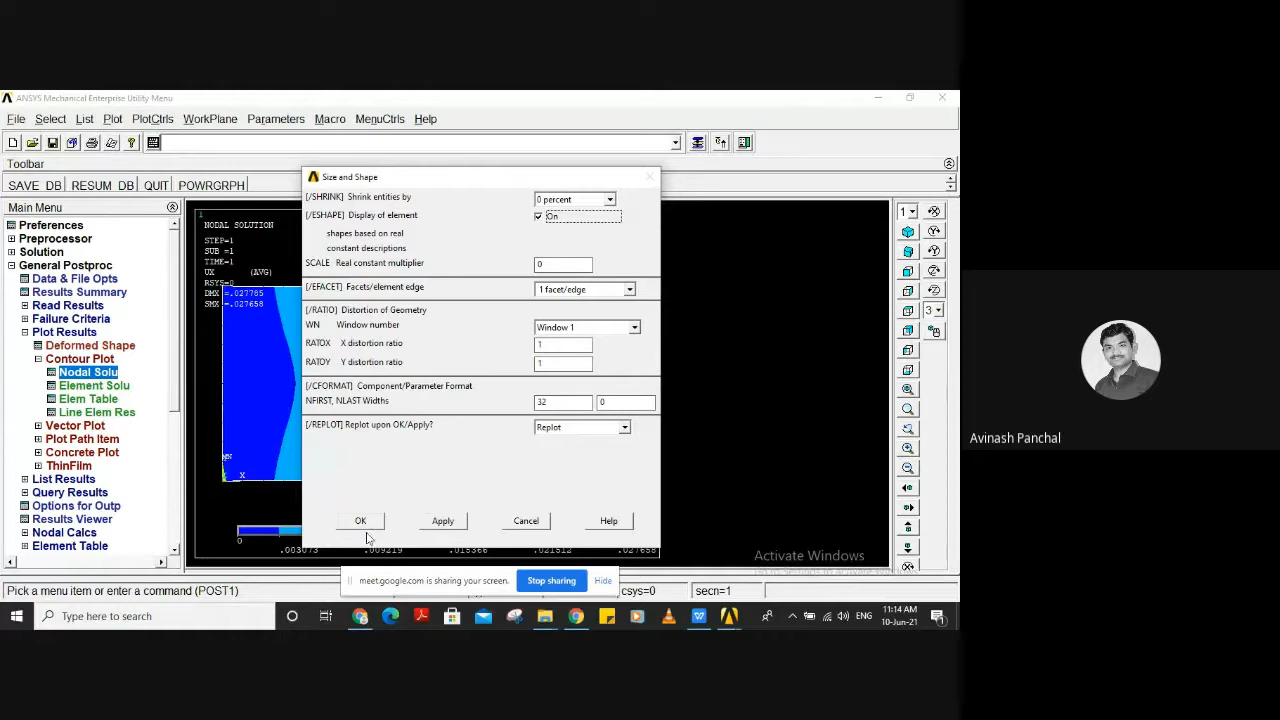 ANSYS Mechanical Enterprise Utility Menu
File Select List Plot PlotCtrls WorkPlane Parameters Macro MenuCtrls Help
Toolbar
SAVE_DB RESUM_DB QUIT POWRGRPH
Main Menu
Preferences
Preprocessor
Solution
General Postproc
Data & File Opts
Results Summary
Read Results
Failure Criteria
Plot Results
Deformed Shape
Contour Plot
Nodal Solu
Element Solu
Elem Table
Line Elem Res
Vector Plot
Plot Path Item
Concrete Plot
ThinFilm
List Results
Query Results
Options for Outp
Results Viewer
Nodal Calcs
Element Table
1
NODAL SOLUTION
STEP=1
SUB =1
TIME=1
UX (AVG)
RSYS=0
DMX =.027785
SMX =.027658
MN
X
0
.003073 .009219 .015366 .021512 .027658
Size and Shape
[/SHRINK] Shrink entities by 0 percent
[/ESHAPE] Display of element On
shapes based on real
constant descriptions
SCALE Real constant multiplier 0
[/EFACET] Facets/element edge 1 facet/edge
[/RATIO] Distortion of Geometry
WN Window number Window 1
RATOX X distortion ratio 1
RATOY Y distortion ratio 1
[/CFORMAT] Component/Parameter Format
NFIRST, NLAST Widths 32 0
[/REPLOT] Replot upon OK/Apply? Replot
OK Apply Cancel Help
1
3
Activate Windows
meet.google.com is sharing your screen. Stop sharing Hide
Pick a menu item or enter a command (POST1)
csys=0 secn=1
Type here to search
ENG
11:14 AM
10-Jun-21
1
Avinash Panchal